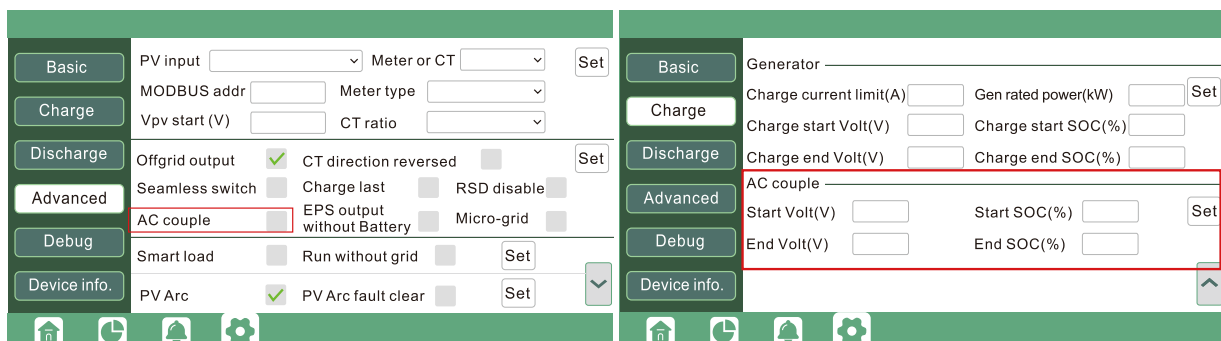 Basic
Charge
Discharge
Advanced
Debug
Device info.
PV input Meter or CT Set
MODBUS addr Meter type
Vpv start (V) CT ratio
Offgrid output CT direction reversed Set
Seamless switch Charge last RSD disable
AC couple EPS output without Battery Micro-grid
Smart load Run without grid Set
PV Arc PV Arc fault clear Set
Basic
Charge
Discharge
Advanced
Debug
Device info.
Generator
Charge current limit(A) Gen rated power(kW) Set
Charge start Volt(V) Charge start SOC(%)
Charge end Volt(V) Charge end SOC(%)
AC couple
Start Volt(V) Start SOC(%) Set
End Volt(V) End SOC(%)